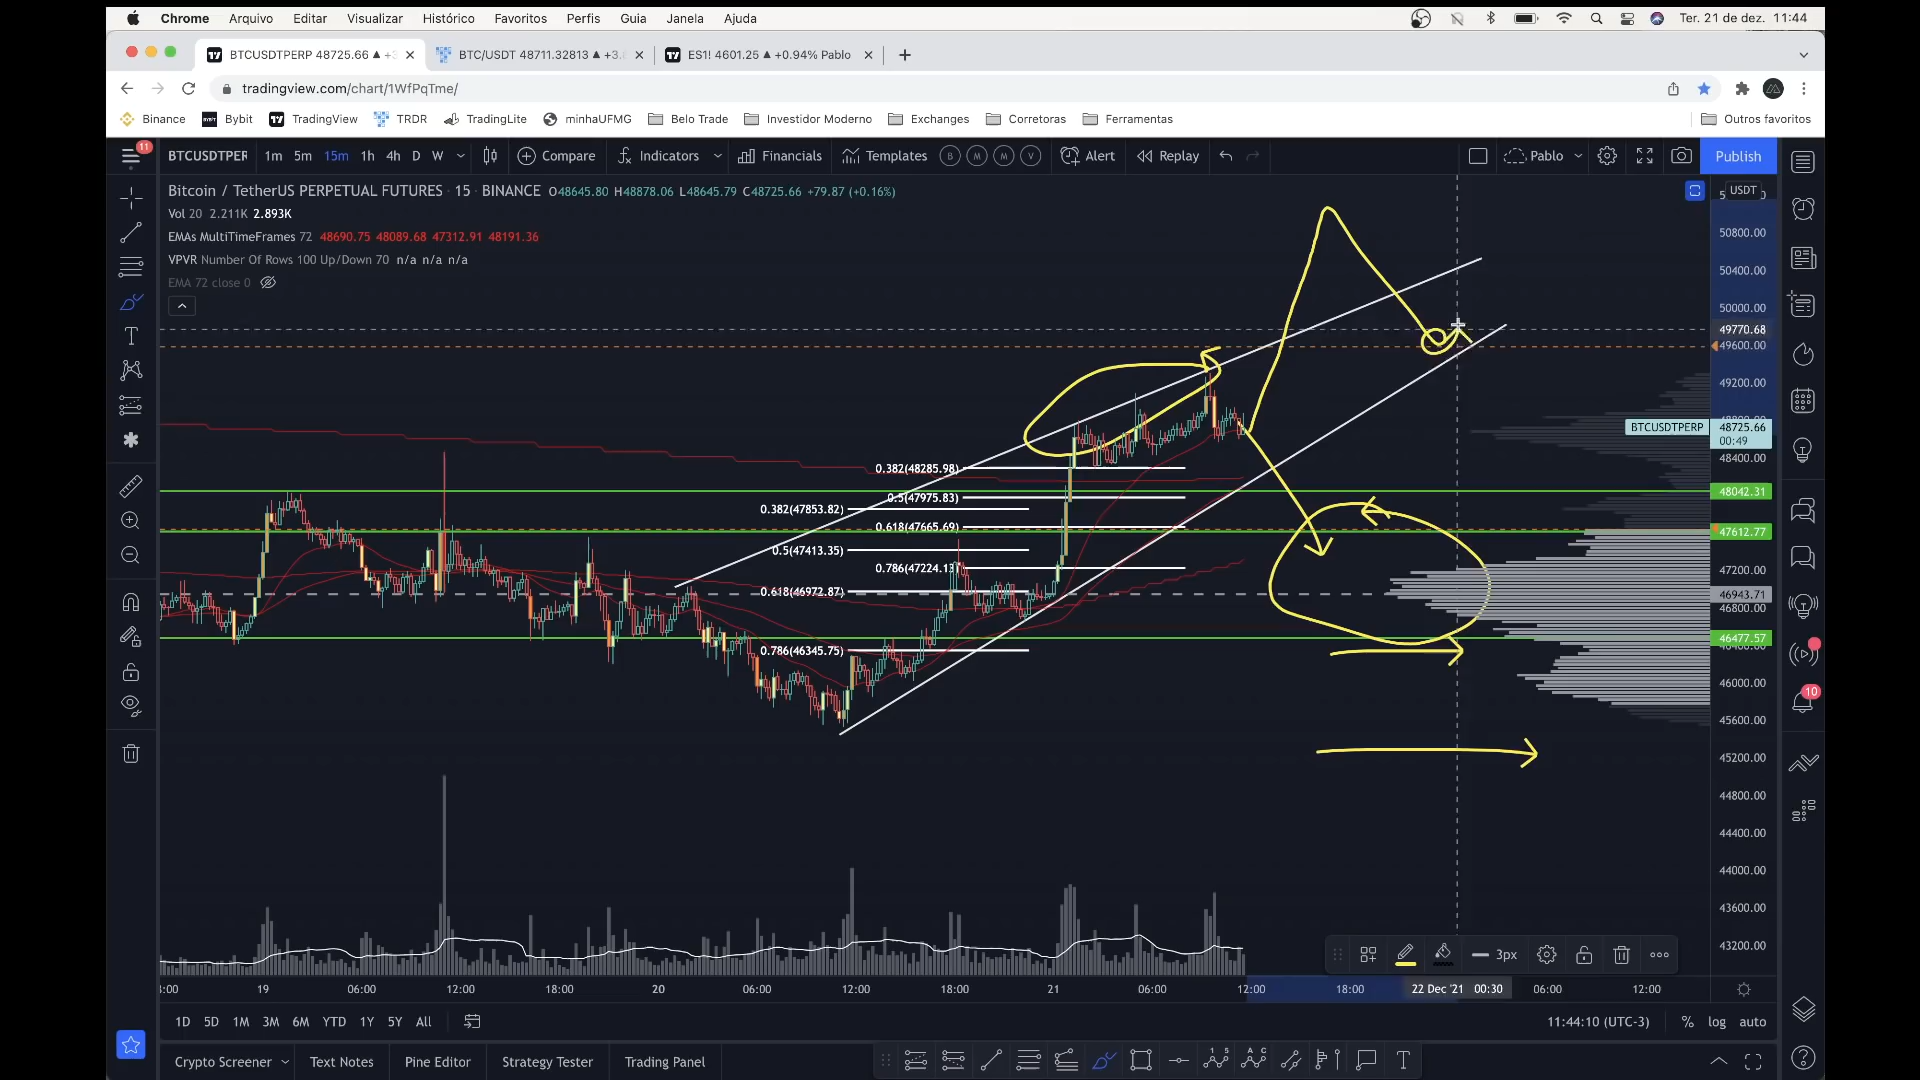 Chrome Arquivo Editar Visualizar Histórico Favoritos Perfis Guia Janela Ajuda Ter. 21 de dez. 11:44
BTCUSDTPERP 48725.66 ▲ +3 BTC/USDT 48711.32813 ▲ +3. ES1! 4601.25 ▲ +0.94% Pablo
tradingview.com/chart/1WfPqTme/
Binance Bybit TradingView TRDR TradingLite minhaUFMG Belo Trade Investidor Moderno Exchanges Corretoras Ferramentas Outros favoritos
11 BTCUSDTPER 1m 5m 15m 1h 4h D W Compare Indicators Financials Templates B M M V Alert Replay Pablo Publish
Bitcoin / TetherUS PERPETUAL FUTURES · 15 · BINANCE O48645.80 H48878.06 L48645.79 C48725.66 +79.87 (+0.16%)
USDT
Vol 20 2.211K 2.893K
EMAs MultiTimeFrames 72 48690.75 48089.68 47312.91 48191.36
50800.00
VPVR Number Of Rows 100 Up/Down 70 n/a n/a n/a
50400.00
EMA 72 close 0
50000.00
49770.68
49600.00
49200.00
BTCUSDTPERP 48725.66
00:49
48400.00
0.382(48285.98)
48042.31
0.5(47975.83)
0.382(47853.82)
0.618(47665.69)
47612.77
0.5(47413.35)
0.786(47224.13)
47200.00
0.618(46972.87)
46943.71
46800.00
46477.57
0.786(46345.75)
46000.00
10
45600.00
45200.00
44800.00
44400.00
44000.00
43600.00
43200.00
3px
19 06:00 12:00 18:00 20 06:00 12:00 18:00 21 06:00 12:00 18:00 22 Dec '21 00:30 06:00 12:00
1D 5D 1M 3M 6M YTD 1Y 5Y All 11:44:10 (UTC-3) % log auto
Crypto Screener Text Notes Pine Editor Strategy Tester Trading Panel